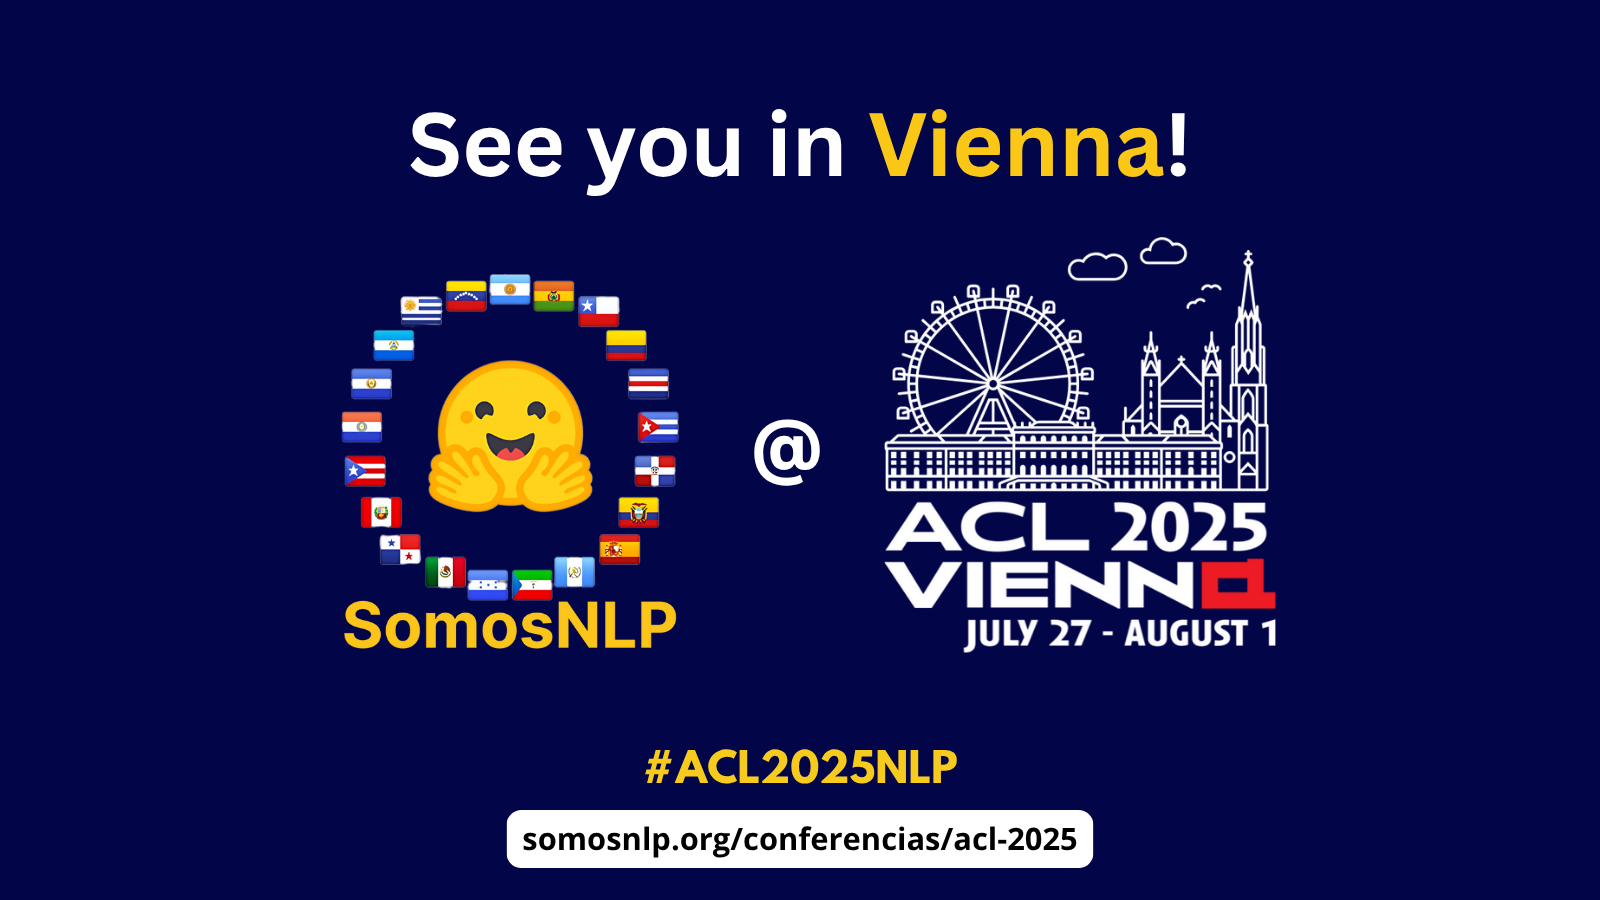 See you in Vienna!
@
SomosNLP
ACL 2025
VIENNA
JULY 27 - AUGUST 1
#ACL2025NLP
somosnlp.org/conferencias/acl-2025